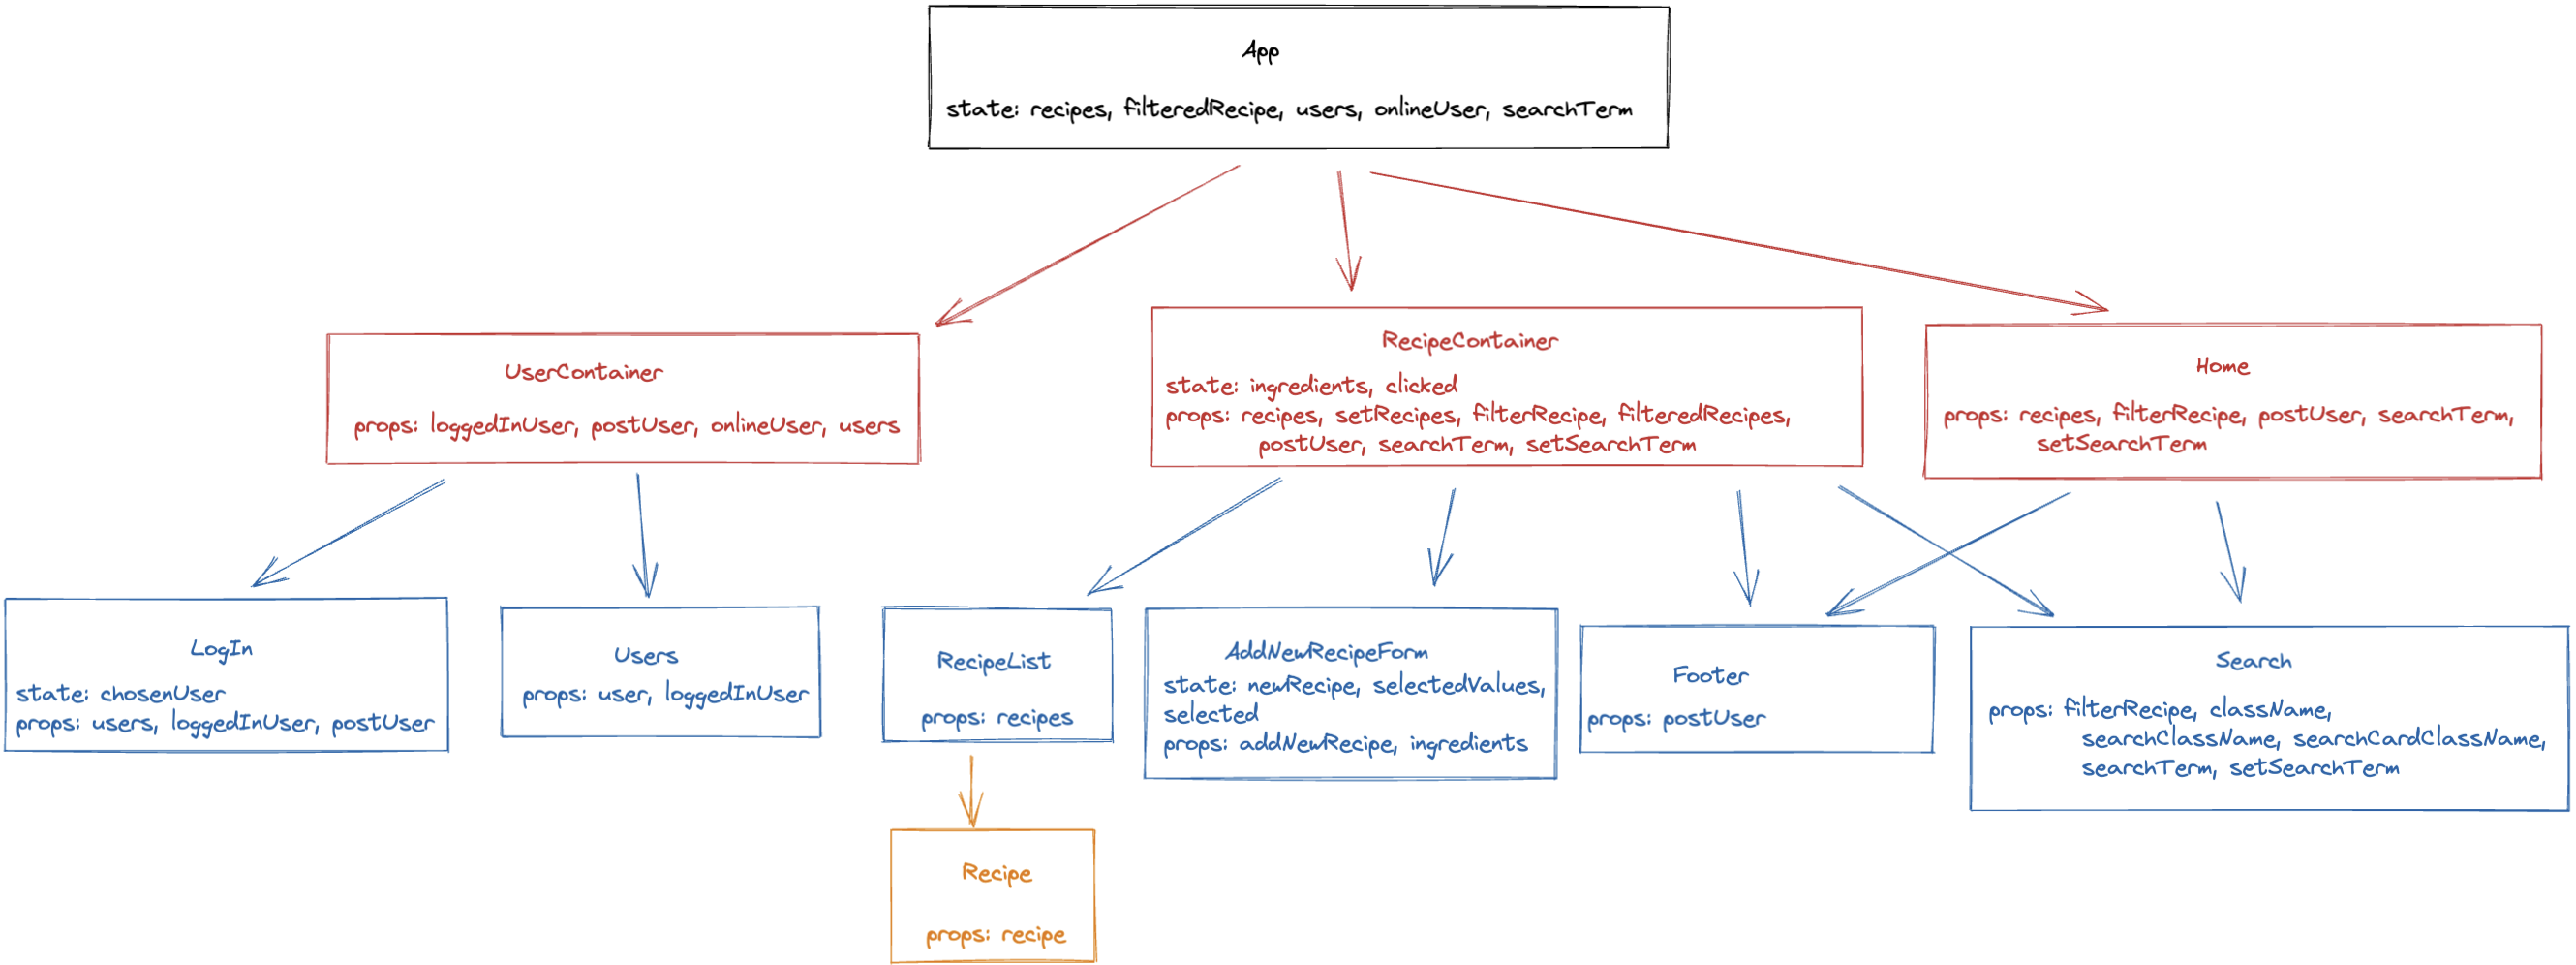 App
state: recipes, filteredRecipe, users, onlineUser, searchTerm
UserContainer
props: loggedInUser, postUser, onlineUser, users
RecipeContainer
state: ingredients, clicked
props: recipes, setRecipes, filterRecipe, filteredRecipes,
postUser, searchTerm, setSearchTerm
Home
props: recipes, filterRecipe, postUser, searchTerm,
setSearchTerm
LogIn
state: chosenUser
props: users, loggedInUser, postUser
Users
props: user, loggedInUser
RecipeList
props: recipes
AddNewRecipeForm
state: newRecipe, selectedValues,
selected
props: addNewRecipe, ingredients
Footer
props: postUser
Search
props: filterRecipe, className,
searchClassName, searchCardClassName,
searchTerm, setSearchTerm
Recipe
props: recipe